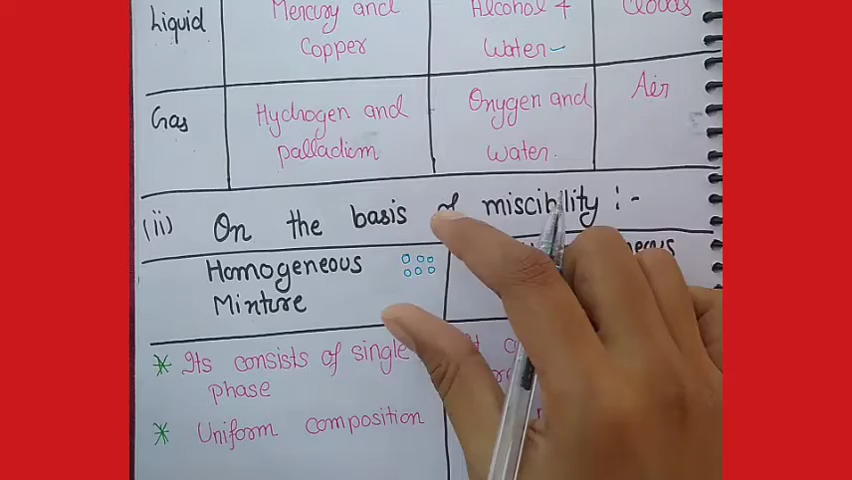 Liquid Mercury and Alcohol + Clouds
Copper Water
Gas Hydrogen and Oxygen and Air
palladium Water
(ii) On the basis of miscibility :-
Homogeneous
Mixture
* Its consists of single
phase
* Uniform composition